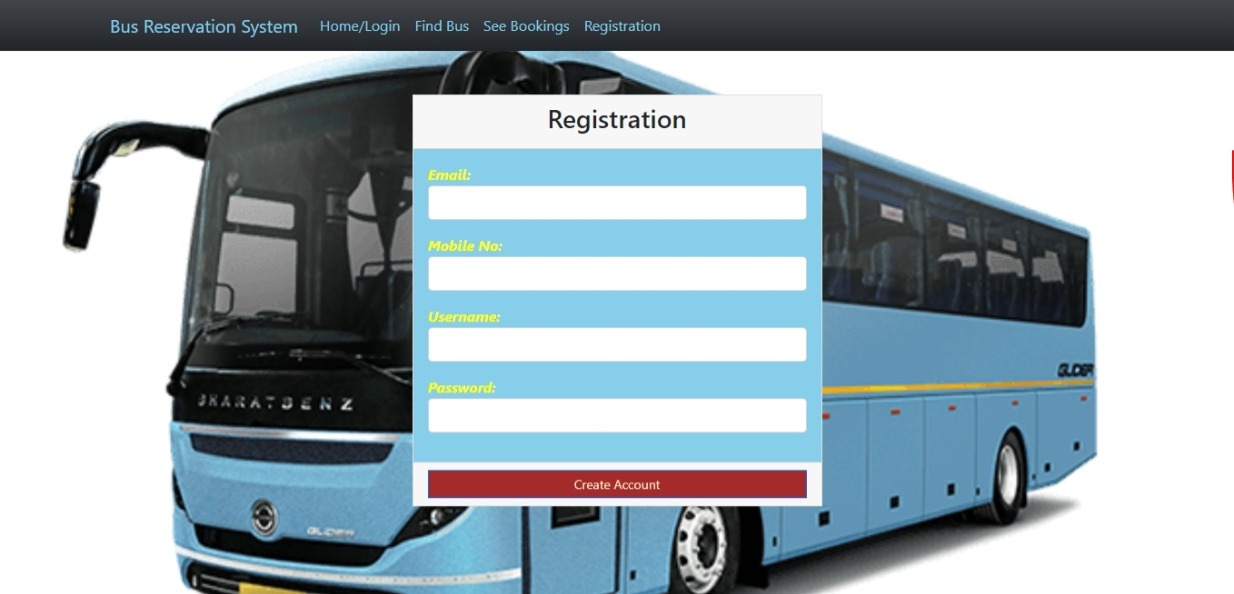 Bus Reservation System Home/Login Find Bus See Bookings Registration
Registration
Email:
Mobile No:
Username:
Password:
Create Account
BHARATBENZ
GLIDER
GLIDER